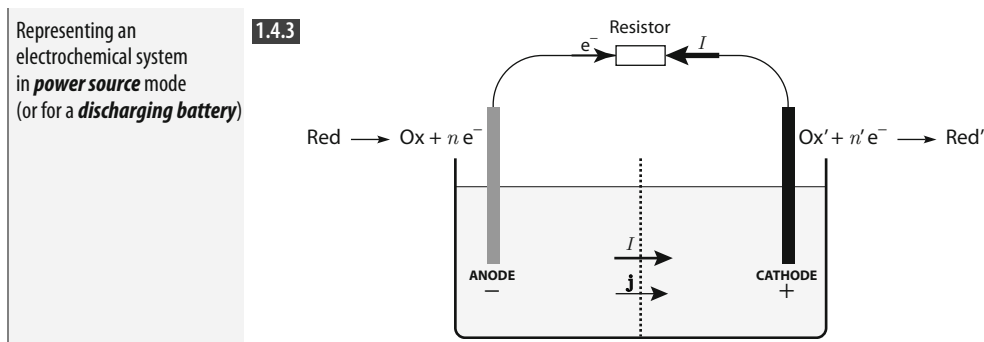 Representing an
electrochemical system
in power source mode
(or for a discharging battery)
1.4.3
Resistor
e⁻ I
Red ⟶ Ox + n e⁻ Ox′ + n′ e⁻ ⟶ Red′
I
j
ANODE
−
CATHODE
+